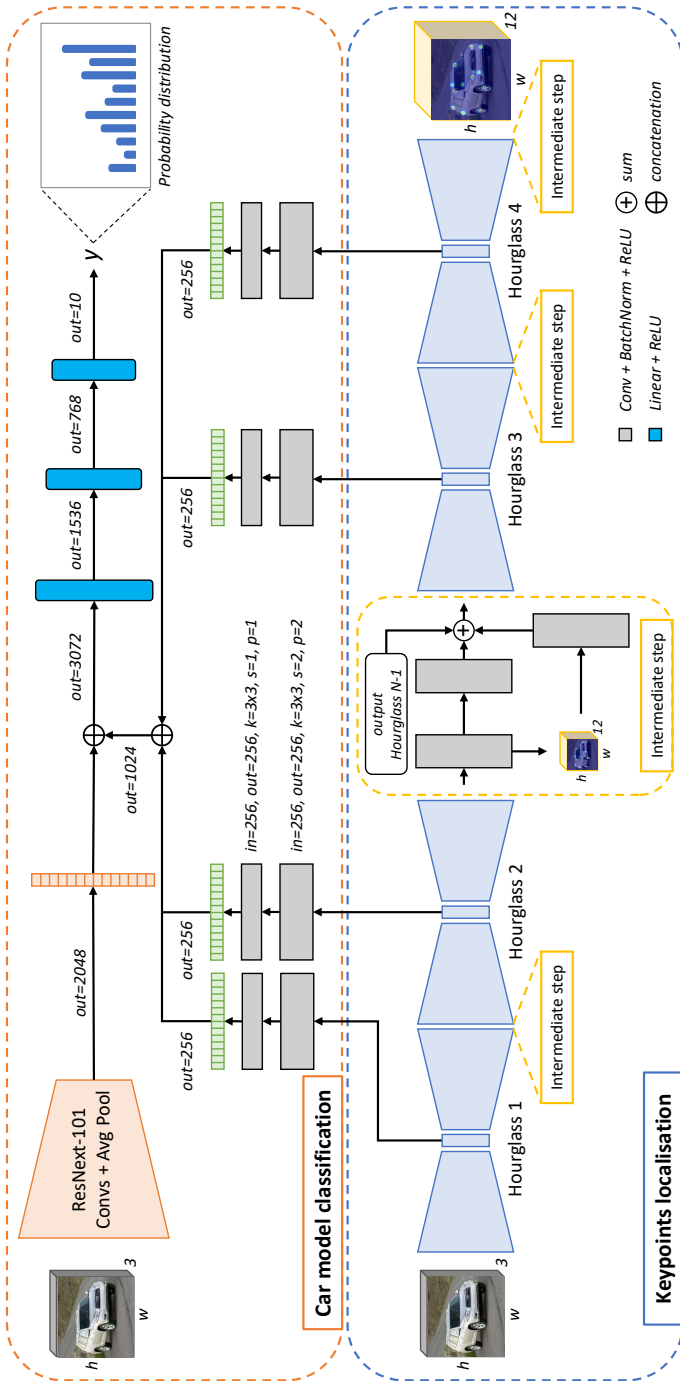 h
w
3
ResNext-101
Convs + Avg Pool
out=2048
out=3072
out=1536
out=768
out=10
y
Probability distribution
out=1024
out=256
out=256
out=256
out=256
in=256, out=256, k=3x3, s=1, p=1
in=256, out=256, k=3x3, s=2, p=2
Car model classification
h
w
3
Hourglass 1
Intermediate step
Hourglass 2
output
Hourglass N-1
h
w
12
Intermediate step
Hourglass 3
Intermediate step
Hourglass 4
Intermediate step
h
w
12
Keypoints localisation
Conv + BatchNorm + ReLU
Linear + ReLU
+ sum
concatenation